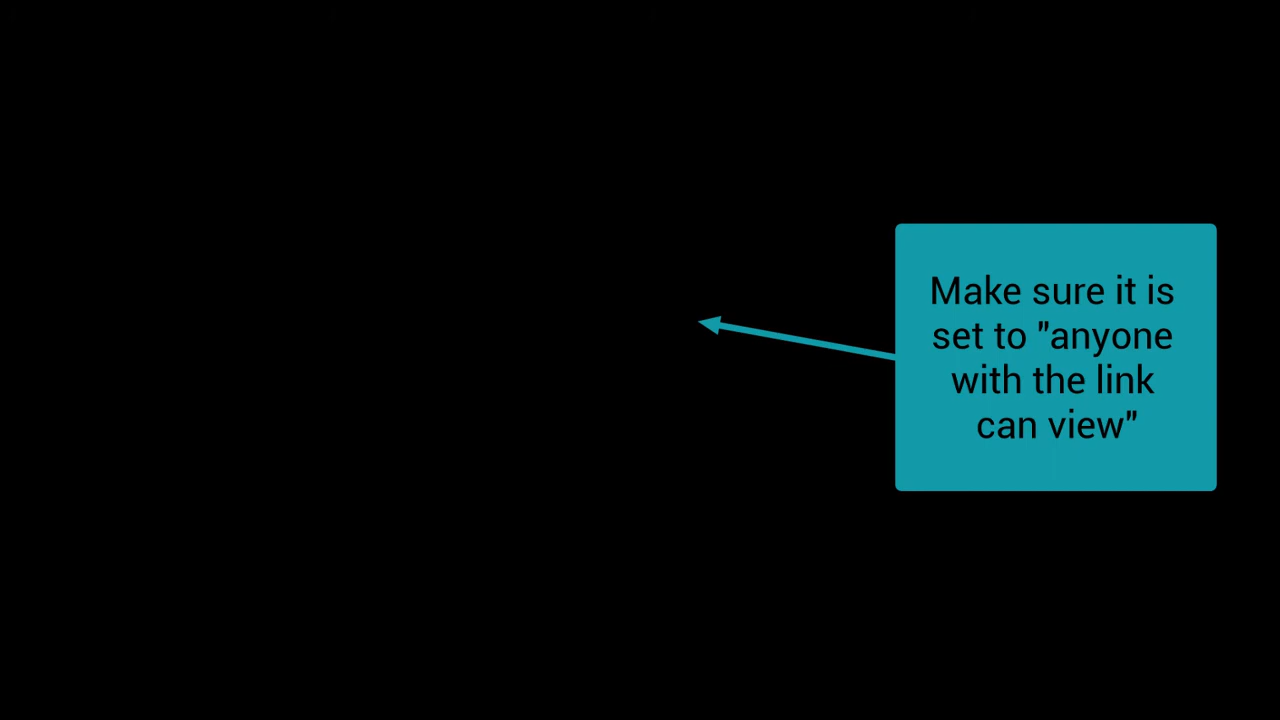 Make sure it is
set to "anyone
with the link
can view"